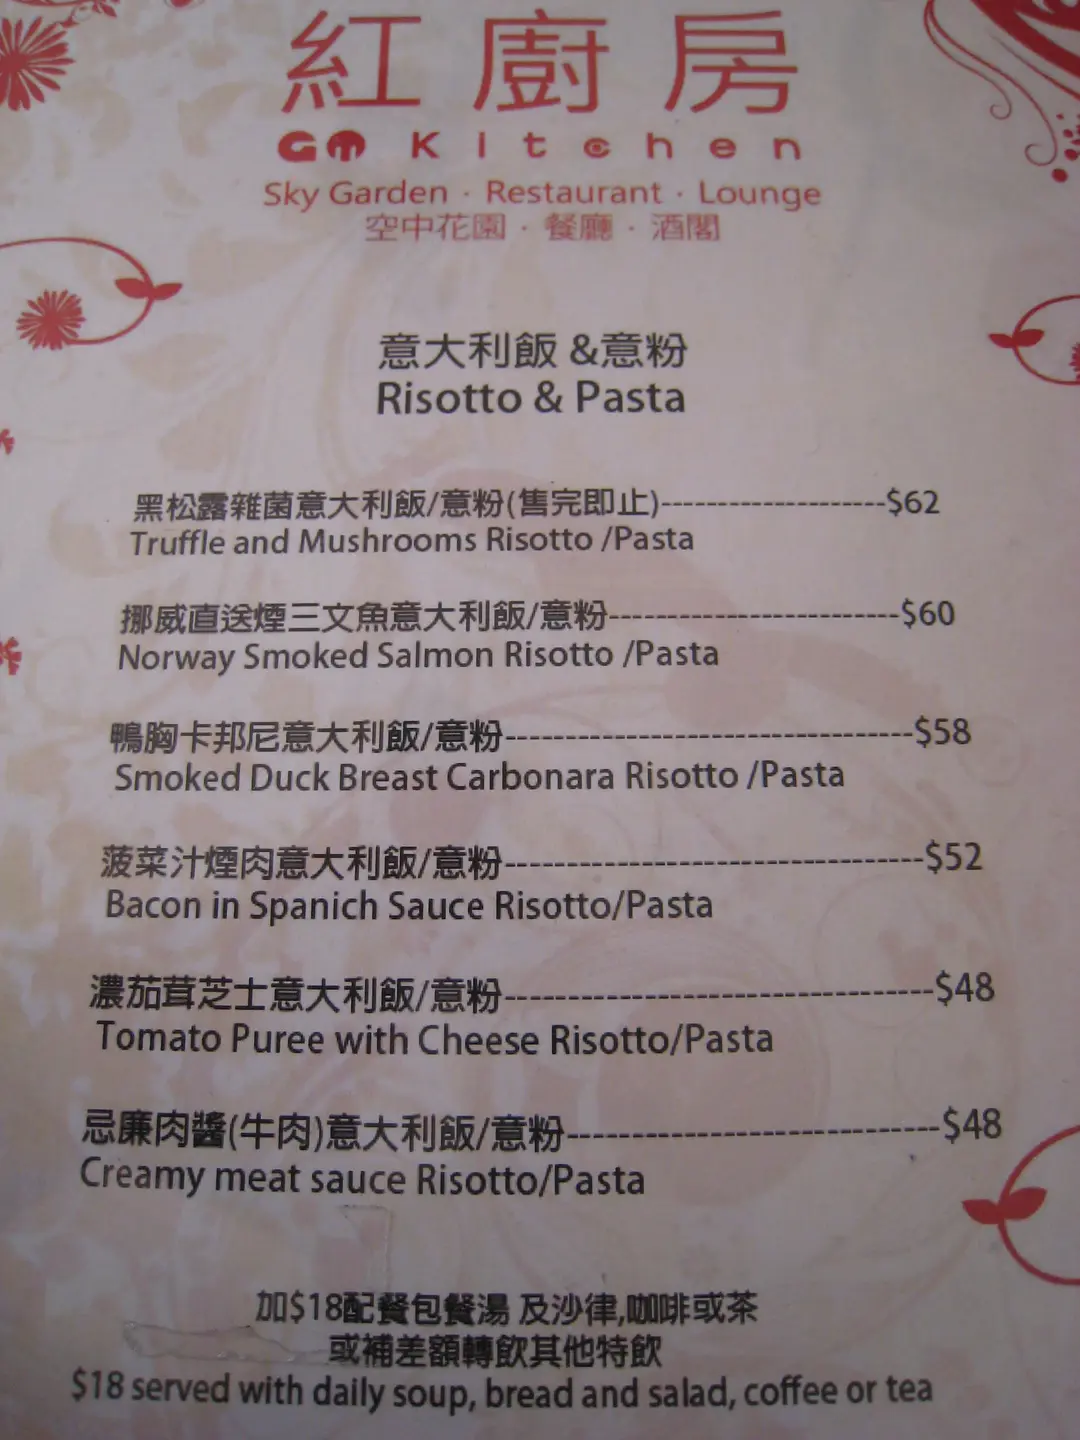 紅廚房
GM Kitchen
Sky Garden · Restaurant · Lounge
空中花園 · 餐廳 · 酒閣
意大利飯 &意粉
Risotto & Pasta
黑松露雜菌意大利飯/意粉(售完即止)--------------------$62
Truffle and Mushrooms Risotto /Pasta
挪威直送煙三文魚意大利飯/意粉--------------------------$60
Norway Smoked Salmon Risotto /Pasta
鴨胸卡邦尼意大利飯/意粉-----------------------------------$58
Smoked Duck Breast Carbonara Risotto /Pasta
菠菜汁煙肉意大利飯/意粉-----------------------------------$52
Bacon in Spanich Sauce Risotto/Pasta
濃茄茸芝士意大利飯/意粉-----------------------------------$48
Tomato Puree with Cheese Risotto/Pasta
忌廉肉醬(牛肉)意大利飯/意粉------------------------------$48
Creamy meat sauce Risotto/Pasta
加$18配餐包餐湯 及沙律,咖啡或茶
或補差額轉飲其他特飲
$18 served with daily soup, bread and salad, coffee or tea